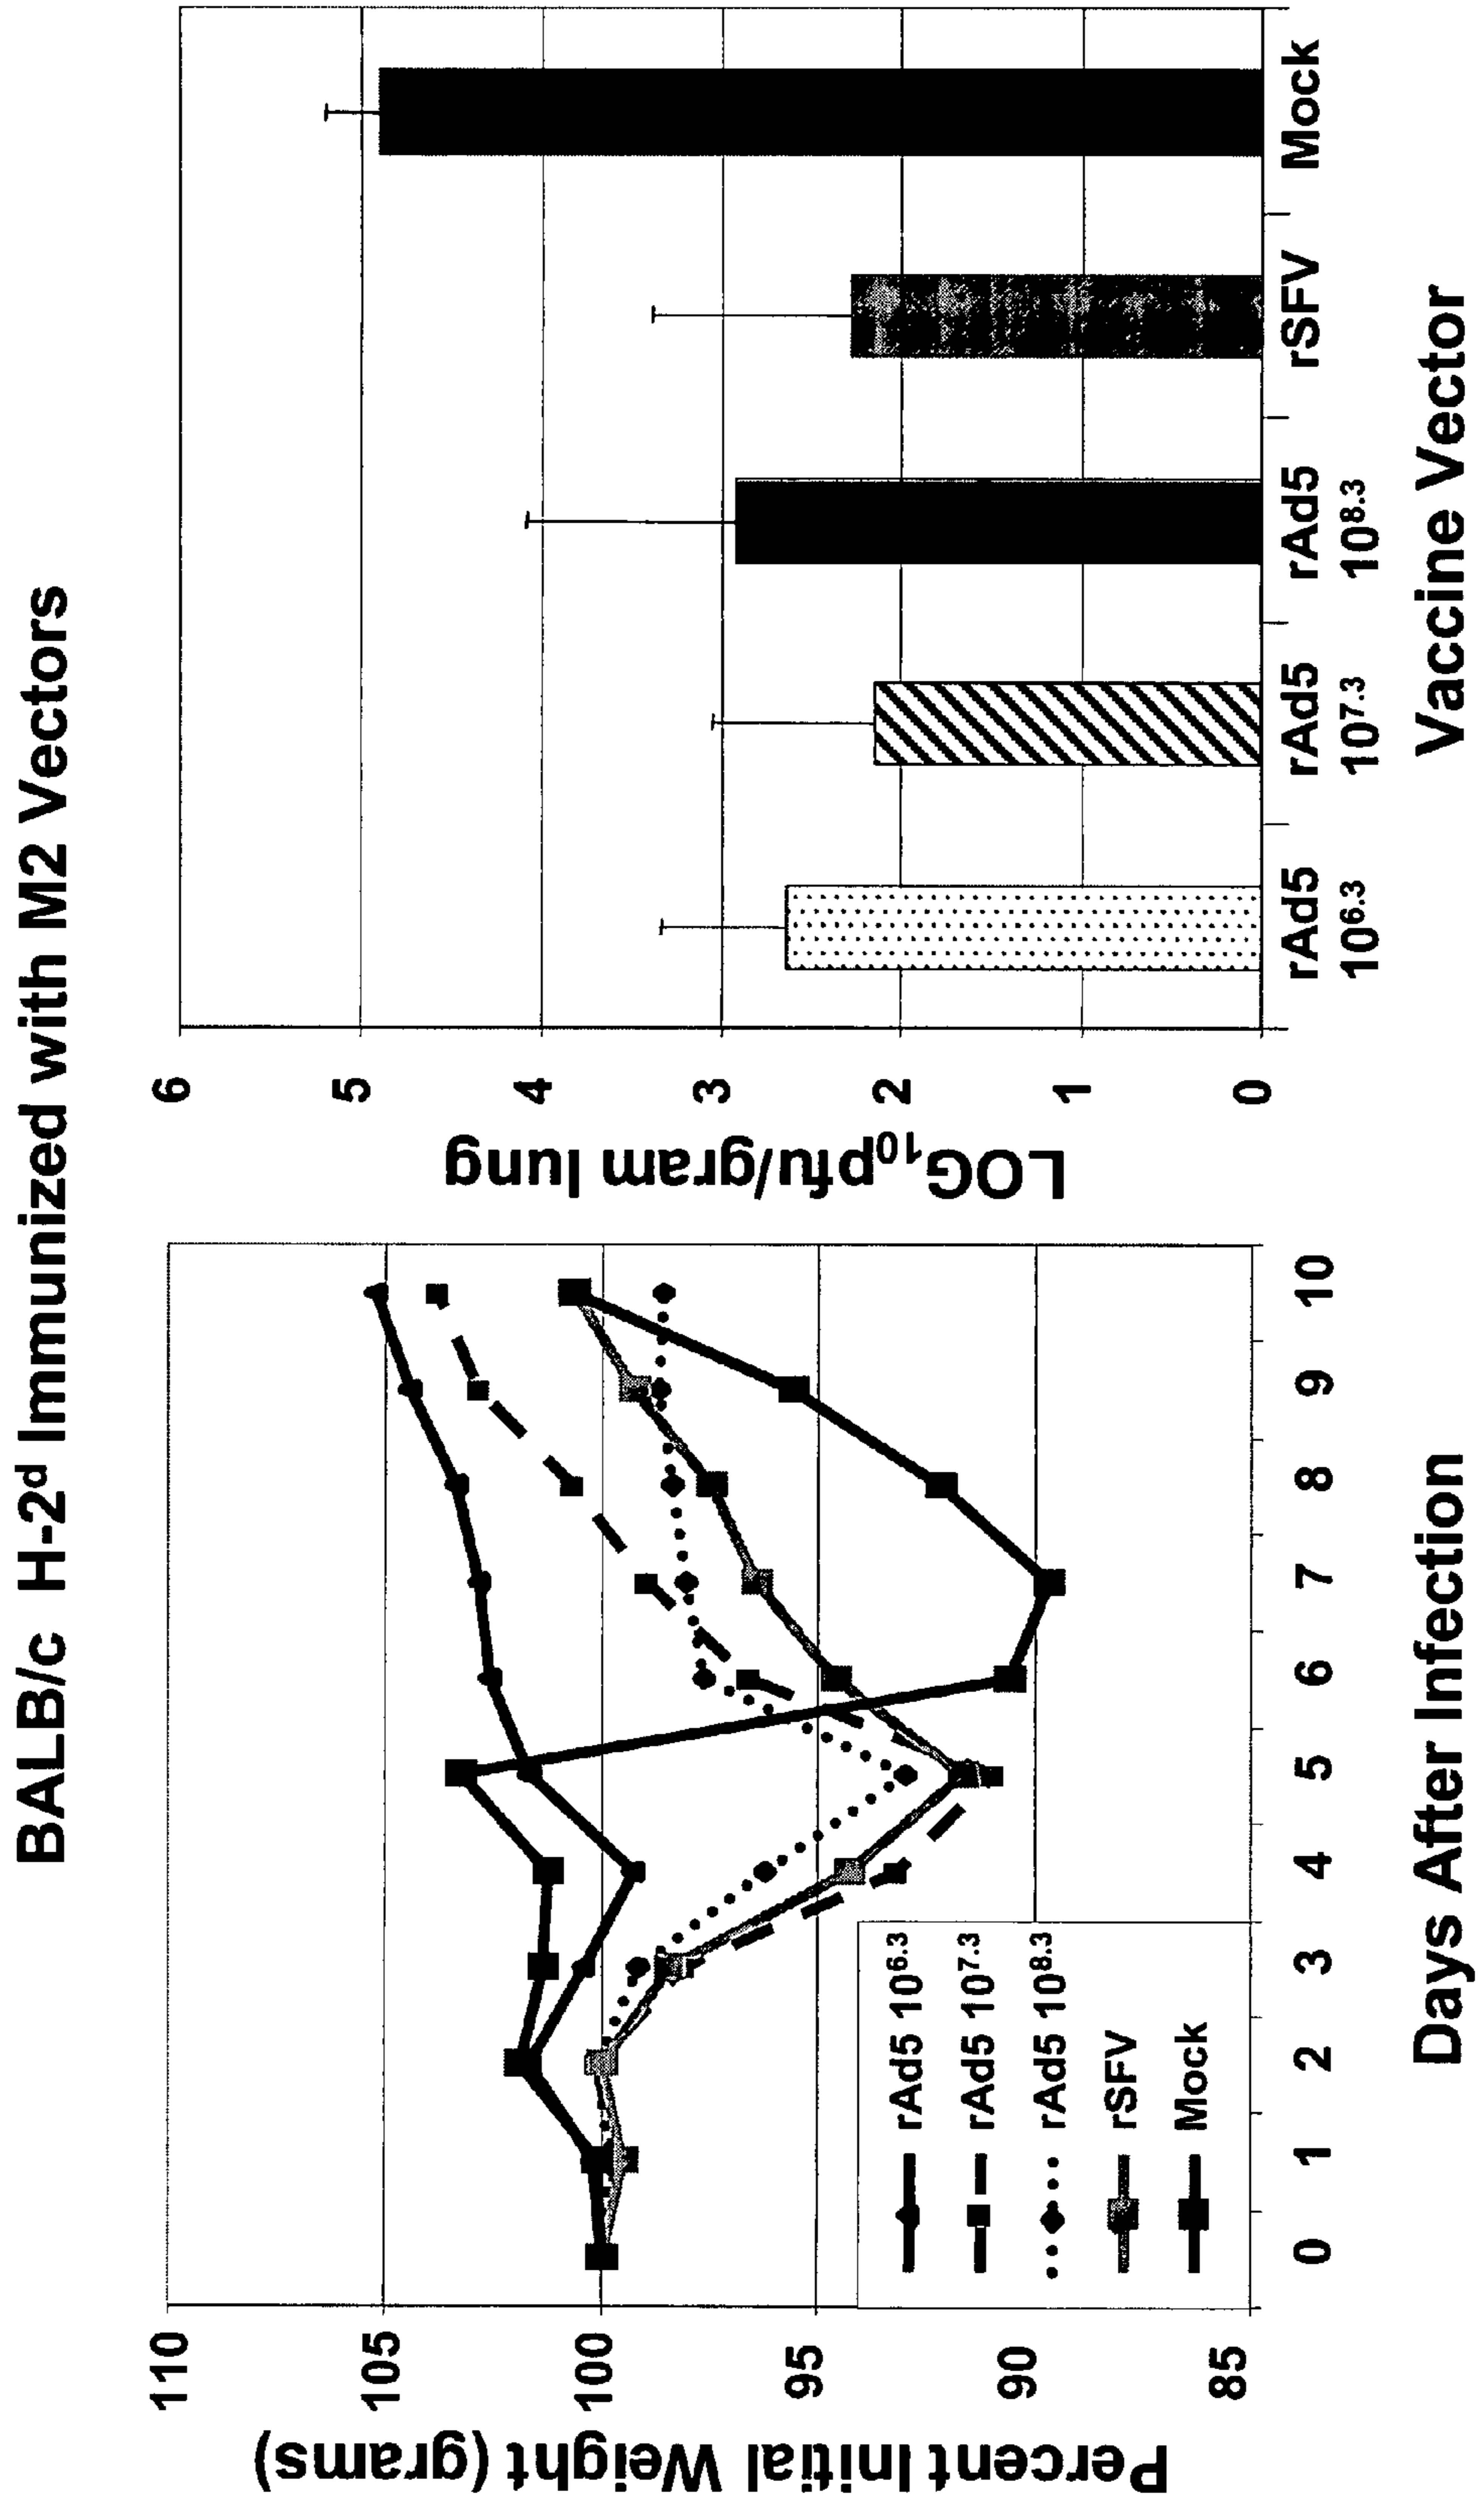 BALB/c H-2ᵈ Immunized with M2 Vectors
Percent Initial Weight (grams)
110
105
100
95
90
85
rAd5 10⁶·³
rAd5 10⁷·³
rAd5 10⁸·³
rSFV
Mock
0 1 2 3 4 5 6 7 8 9 10
Days After Infection
LOG₁₀pfu/gram lung
6
5
4
3
2
1
0
rAd5 rAd5 rAd5 rSFV Mock
10⁶·³ 10⁷·³ 10⁸·³
Vaccine Vector